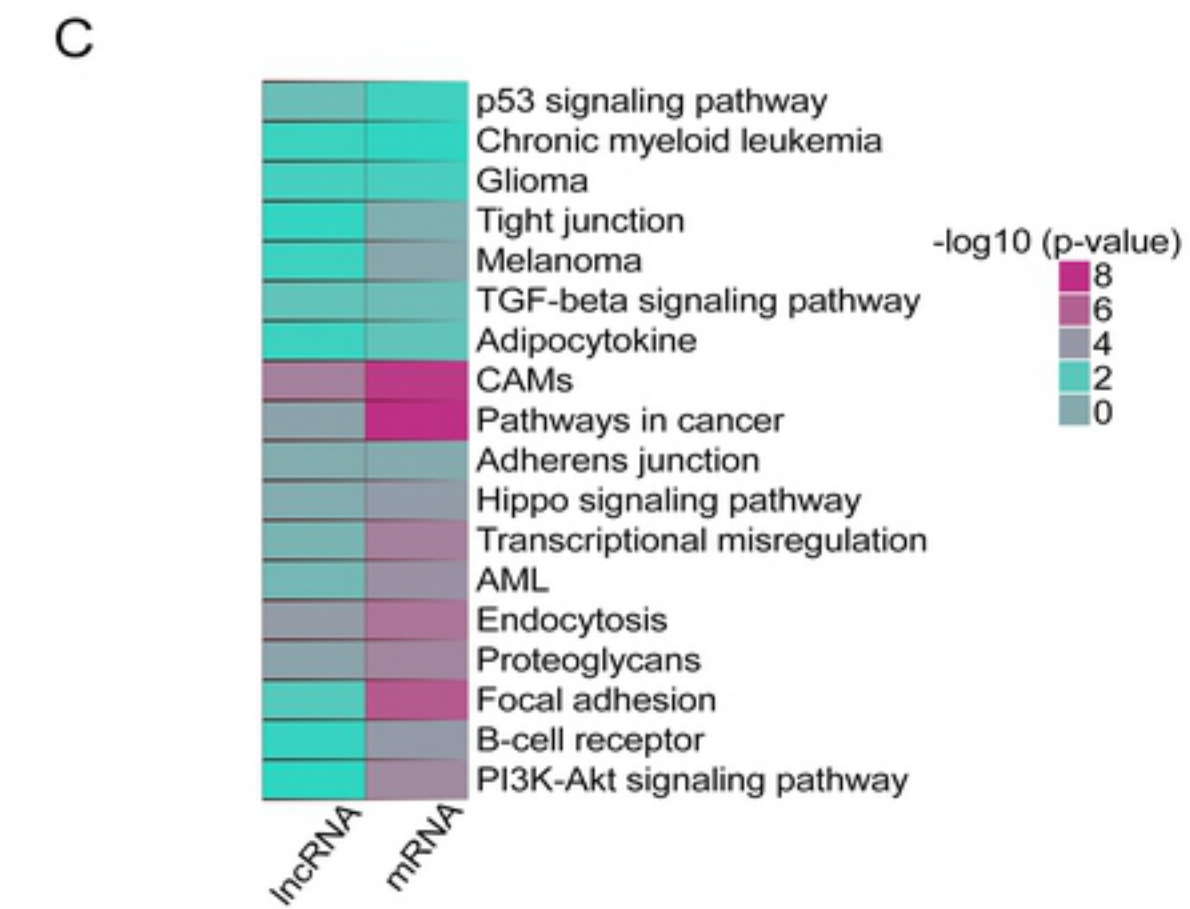 C
p53 signaling pathway
Chronic myeloid leukemia
Glioma
Tight junction
Melanoma
TGF-beta signaling pathway
Adipocytokine
CAMs
Pathways in cancer
Adherens junction
Hippo signaling pathway
Transcriptional misregulation
AML
Endocytosis
Proteoglycans
Focal adhesion
B-cell receptor
PI3K-Akt signaling pathway
lncRNA
mRNA
-log10 (p-value)
8
6
4
2
0